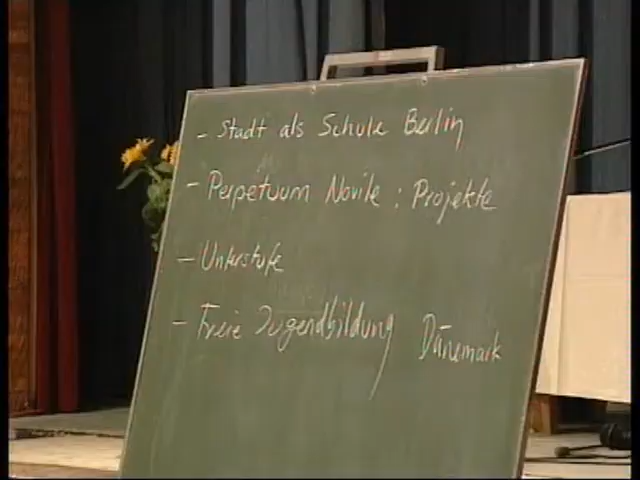 - Stadt als Schule Berlin
- Perpetuum Novile : Projekte
- Unterstufe
- Freie Jugendbildung Dänemark